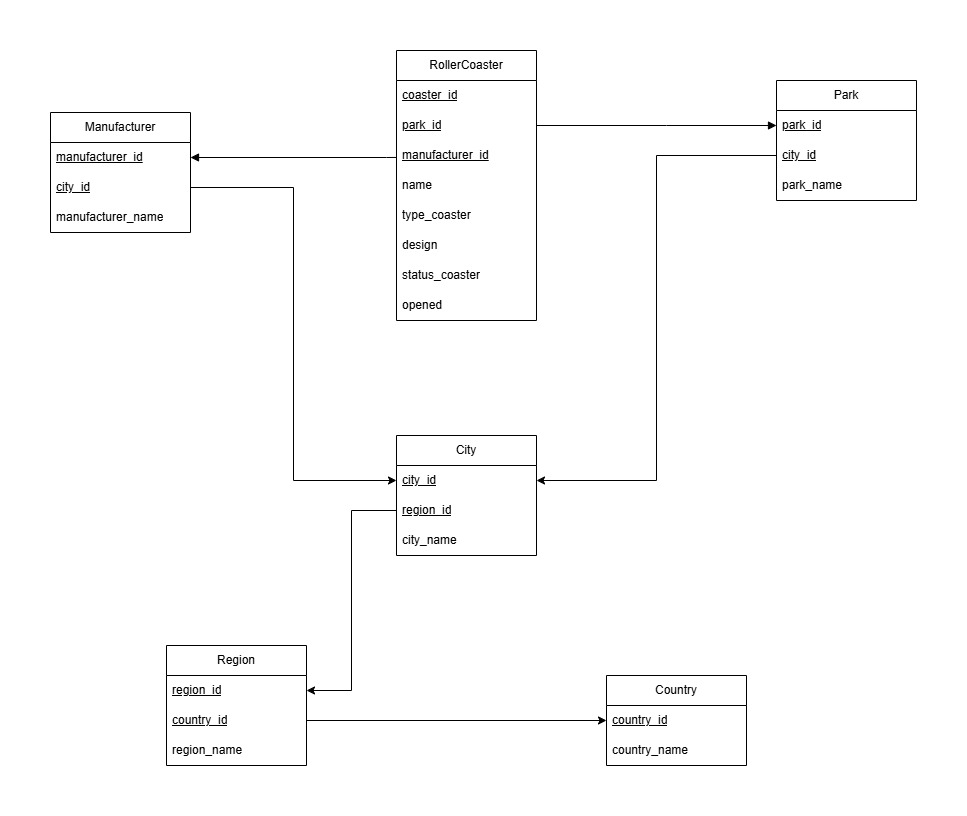 RollerCoaster
coaster_id
park_id
manufacturer_id
name
type_coaster
design
status_coaster
opened
Park
park_id
city_id
park_name
Manufacturer
manufacturer_id
city_id
manufacturer_name
City
city_id
region_id
city_name
Region
region_id
country_id
region_name
Country
country_id
country_name